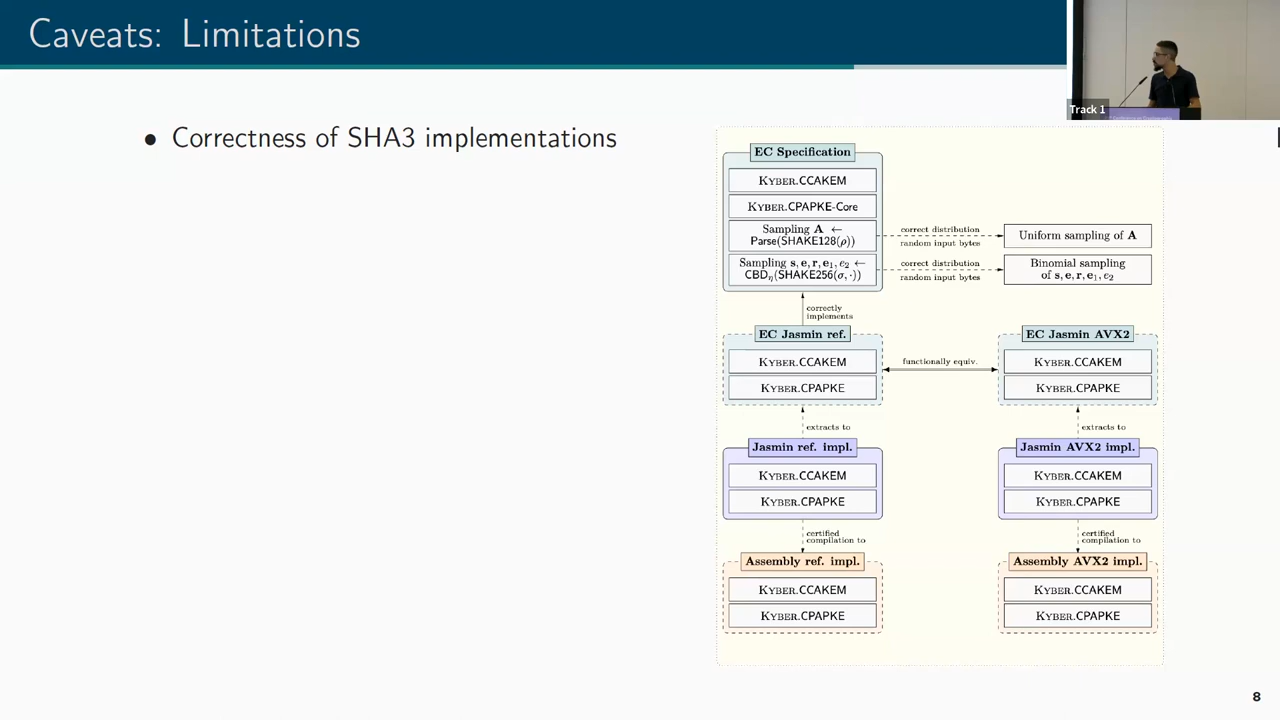 Caveats: Limitations
Track 1
• Correctness of SHA3 implementations
EC Specification
KYBER.CCAKEM
KYBER.CPAPKE-Core
Sampling A ←
Parse(SHAKE128(ρ))
correct distribution
random input bytes
Uniform sampling of A
Sampling s, e, r, e₁, e₂ ←
CBDη(SHAKE256(σ,·))
correct distribution
random input bytes
Binomial sampling
of s, e, r, e₁, e₂
correctly
implements
EC Jasmin ref.
KYBER.CCAKEM
KYBER.CPAPKE
functionally equiv.
EC Jasmin AVX2
KYBER.CCAKEM
KYBER.CPAPKE
extracts to
extracts to
Jasmin ref. impl.
KYBER.CCAKEM
KYBER.CPAPKE
Jasmin AVX2 impl.
KYBER.CCAKEM
KYBER.CPAPKE
certified
compilation to
certified
compilation to
Assembly ref. impl.
KYBER.CCAKEM
KYBER.CPAPKE
Assembly AVX2 impl.
KYBER.CCAKEM
KYBER.CPAPKE
8